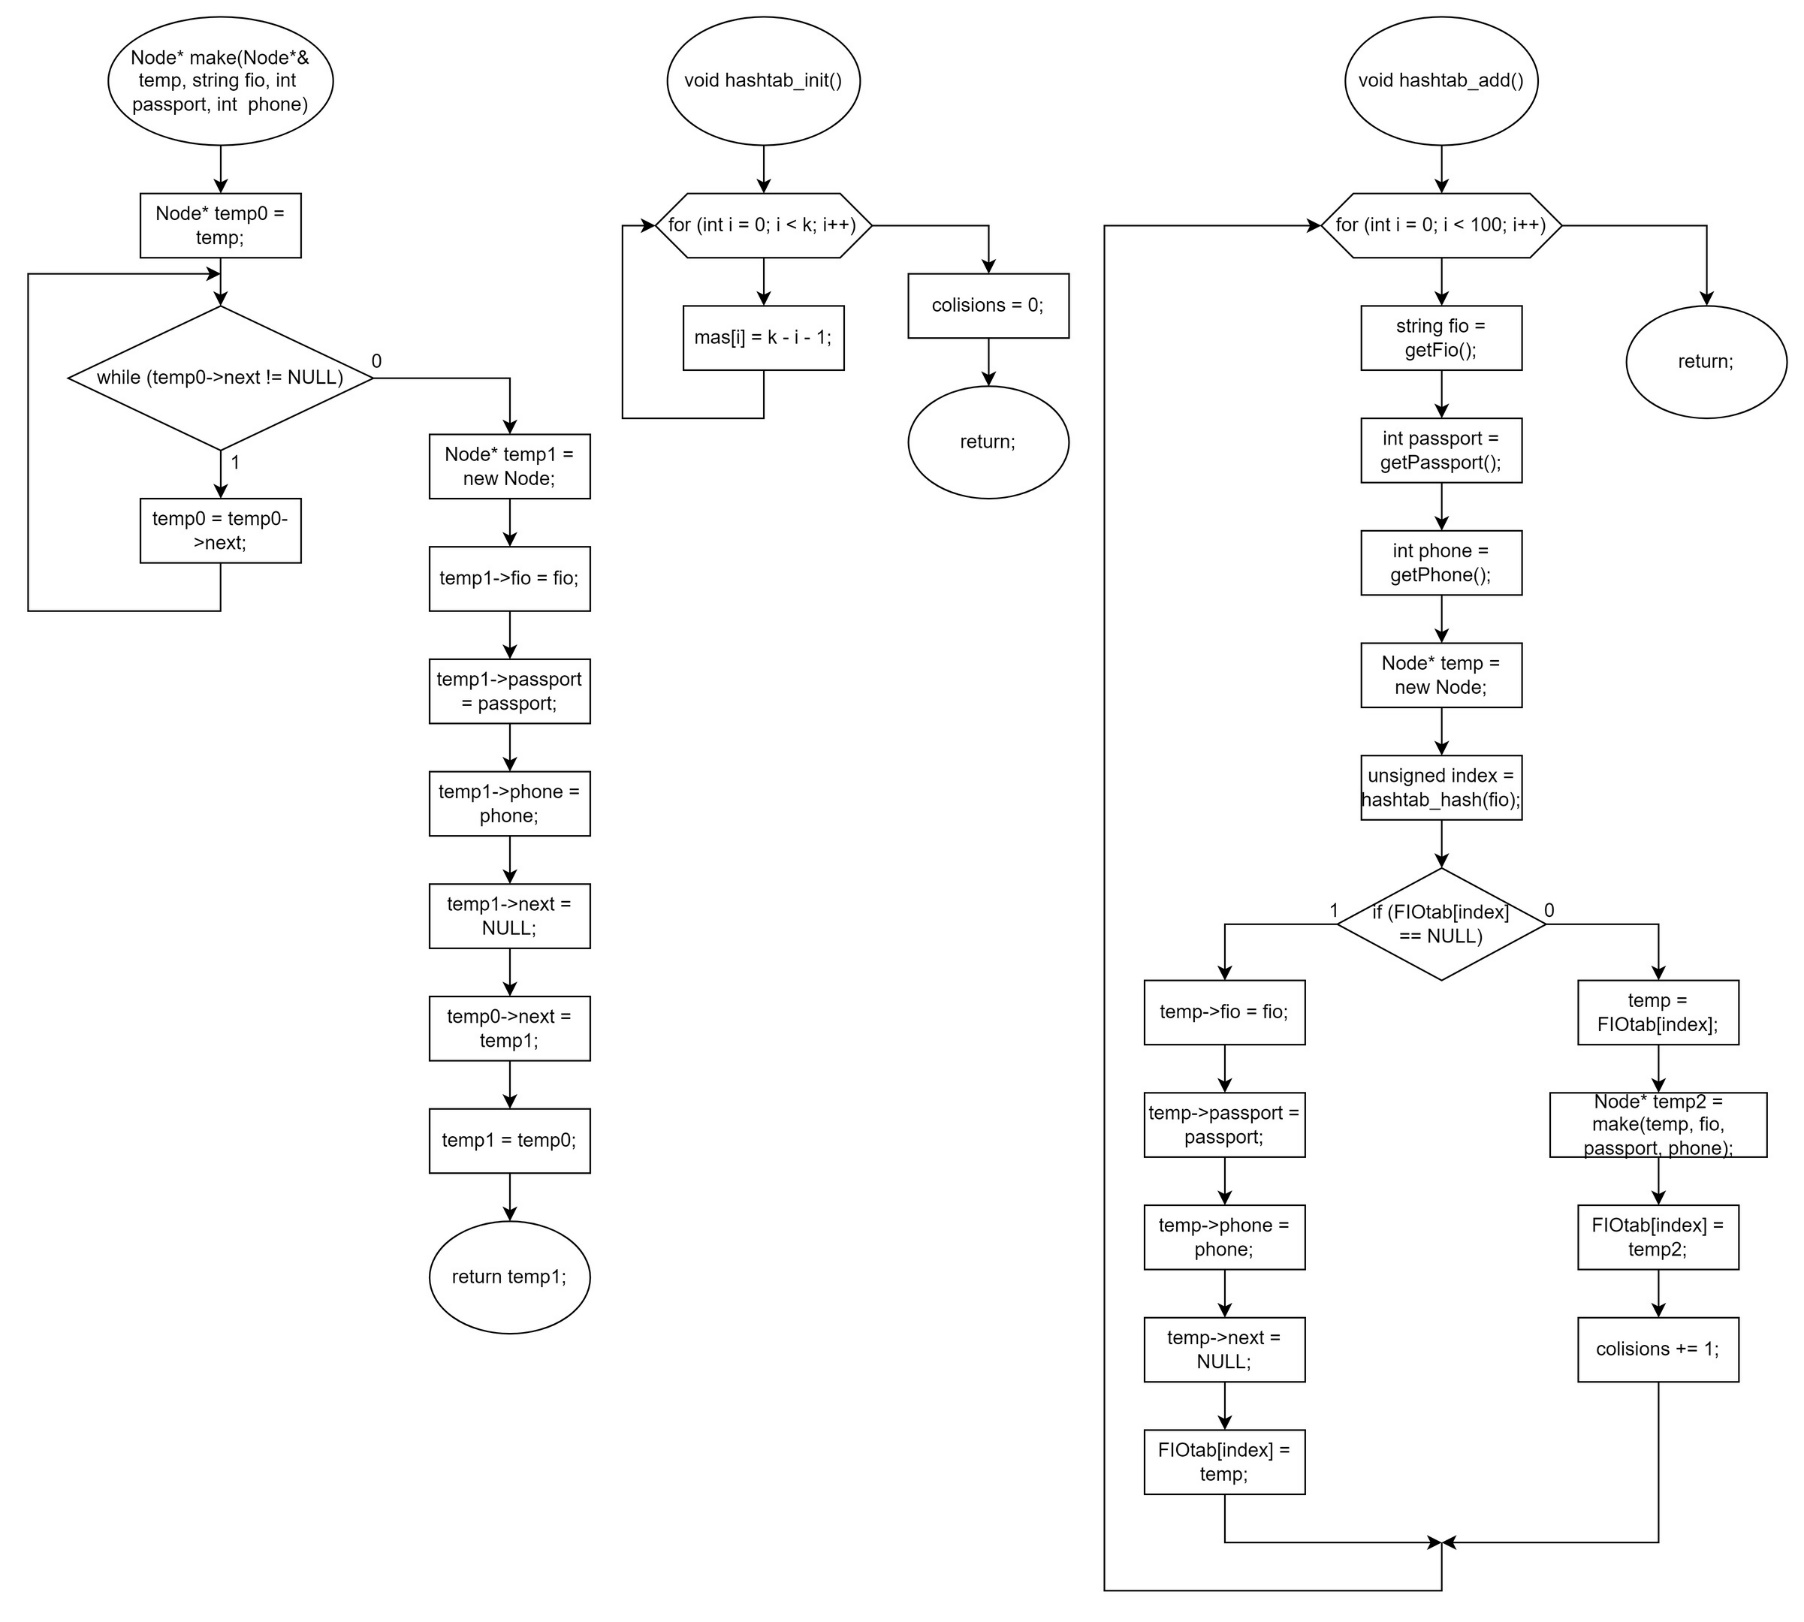 Node* make(Node*&
temp, string fio, int
passport, int  phone)
Node* temp0 =
temp;
while (temp0->next != NULL)
0
1
temp0 = temp0-
>next;
Node* temp1 =
new Node;
temp1->fio = fio;
temp1->passport
= passport;
temp1->phone =
phone;
temp1->next =
NULL;
temp0->next =
temp1;
temp1 = temp0;
return temp1;
void hashtab_init()
for (int i = 0; i < k; i++)
mas[i] = k - i - 1;
colisions = 0;
return;
void hashtab_add()
for (int i = 0; i < 100; i++)
return;
string fio =
getFio();
int passport =
getPassport();
int phone =
getPhone();
Node* temp =
new Node;
unsigned index =
hashtab_hash(fio);
if (FIOtab[index]
== NULL)
1
0
temp->fio = fio;
temp->passport =
passport;
temp->phone =
phone;
temp->next =
NULL;
FIOtab[index] =
temp;
temp =
FIOtab[index];
Node* temp2 =
make(temp, fio,
passport, phone);
FIOtab[index] =
temp2;
colisions += 1;